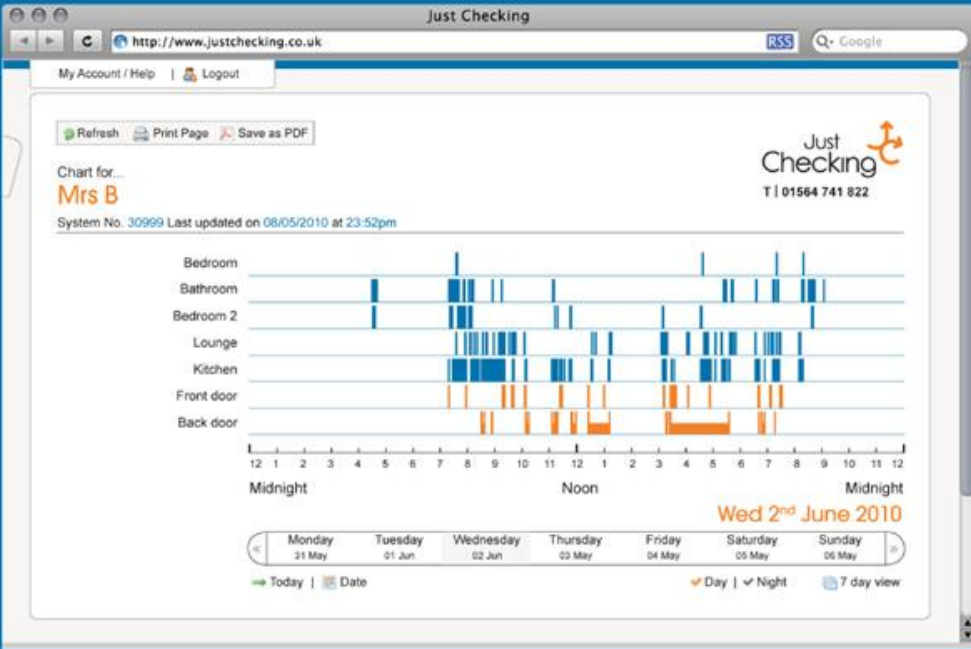 Just Checking
http://www.justchecking.co.uk
RSS
Google
My Account / Help | Logout
Refresh Print Page Save as PDF
Just
Checking
T | 01564 741 822
Chart for...
Mrs B
System No. 30999 Last updated on 08/05/2010 at 23:52pm
Bedroom
Bathroom
Bedroom 2
Lounge
Kitchen
Front door
Back door
12 1 2 3 4 5 6 7 8 9 10 11 12 1 2 3 4 5 6 7 8 9 10 11 12
Midnight Noon Midnight
Wed 2nd June 2010
« Monday Tuesday Wednesday Thursday Friday Saturday Sunday »
31 May 01 Jun 02 Jun 03 May 04 May 05 May 06 May
Today | Date Day | Night 7 day view